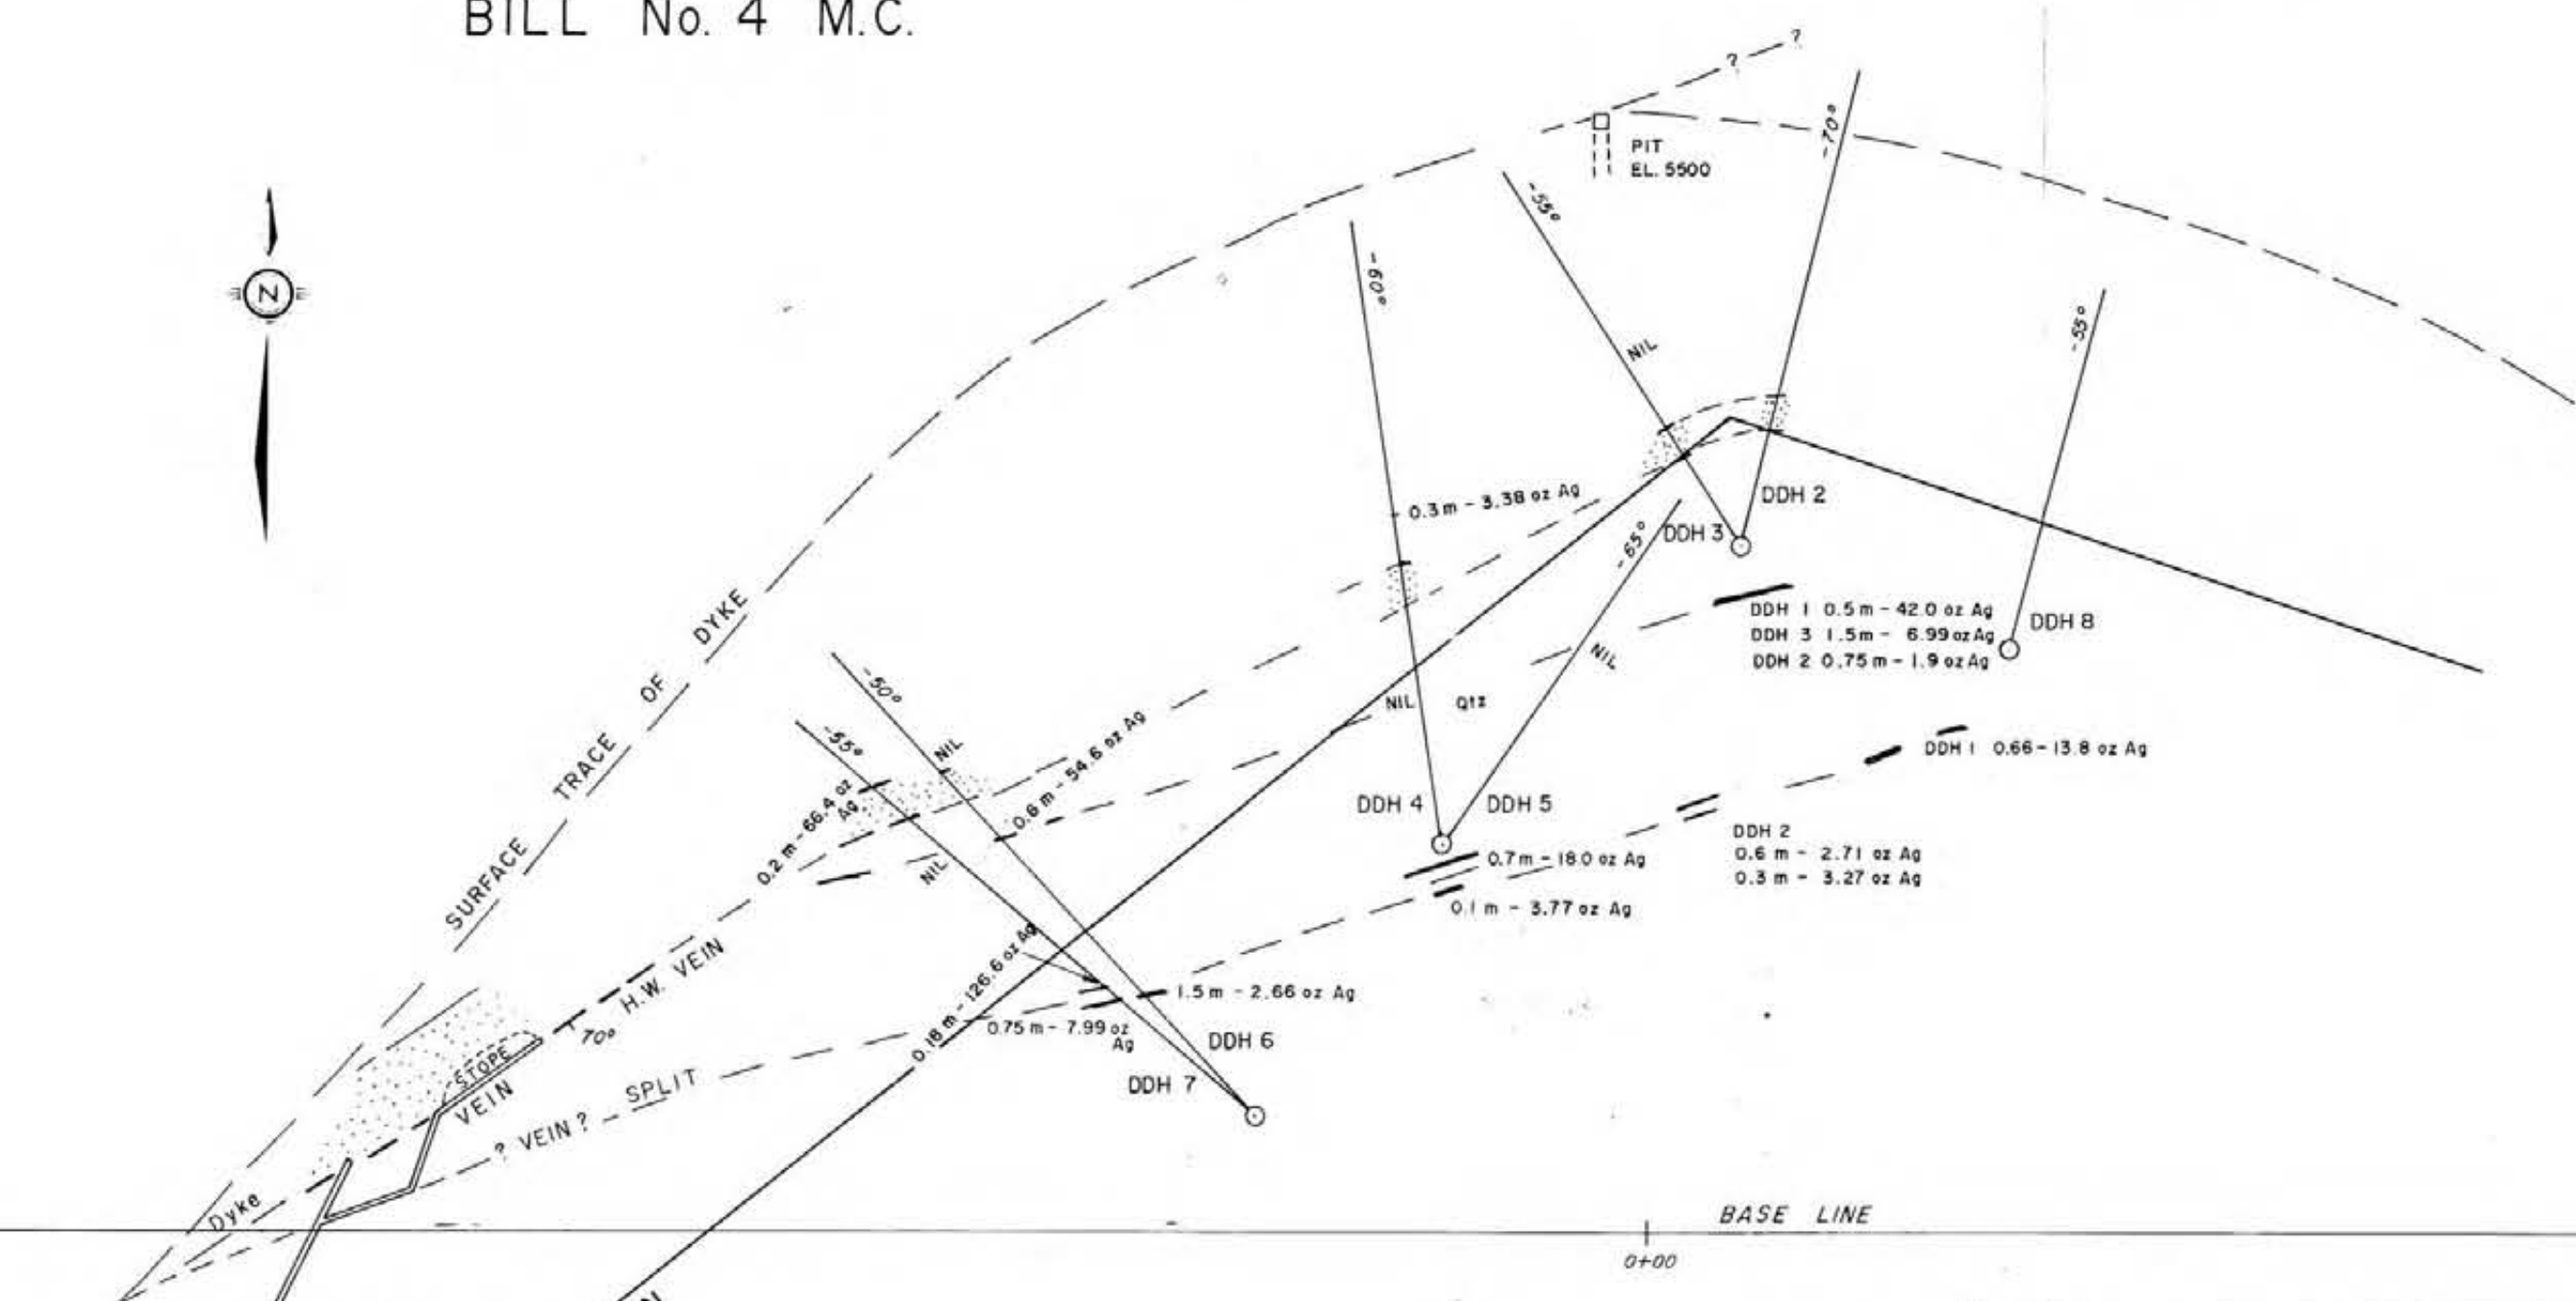 BILL No. 4 M.C.
?
?
-70°
PIT
EL. 5500
-55°
-60°
N
-55°
NIL
DDH 2
0.3 m - 3.38 oz Ag
DDH 3
-65°
DDH 1 0.5 m - 42.0 oz Ag
DDH 3 1.5 m - 6.99 oz Ag
DDH 2 0.75 m - 1.9 oz Ag
DDH 8
NIL
NIL
Qtz
SURFACE TRACE OF DYKE
-50°
-55°
NIL
0.6 m - 54.6 oz Ag
0.2 m - 66.4 oz
Ag
NIL
DDH 1 0.66 - 13.8 oz Ag
DDH 4
DDH 5
DDH 2
0.6 m - 2.71 oz Ag
0.3 m - 3.27 oz Ag
0.7 m - 18.0 oz Ag
0.1 m - 3.77 oz Ag
0.18 m - 126.6 oz Ag
1.5 m - 2.66 oz Ag
0.75 m - 7.99 oz
Ag
DDH 6
DDH 7
H.W. VEIN
70°
STOPE
VEIN
? VEIN ? SPLIT
Dyke
BASE LINE
0+00